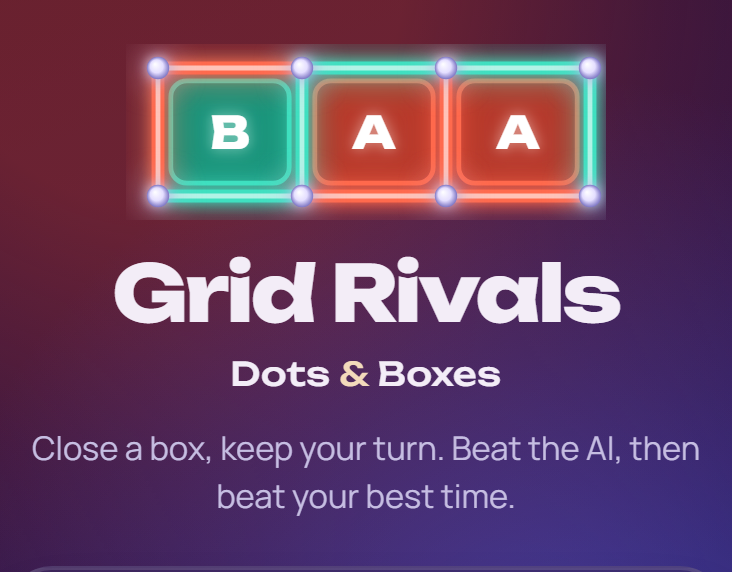 B A A
Grid Rivals
Dots & Boxes
Close a box, keep your turn. Beat the AI, then
beat your best time.